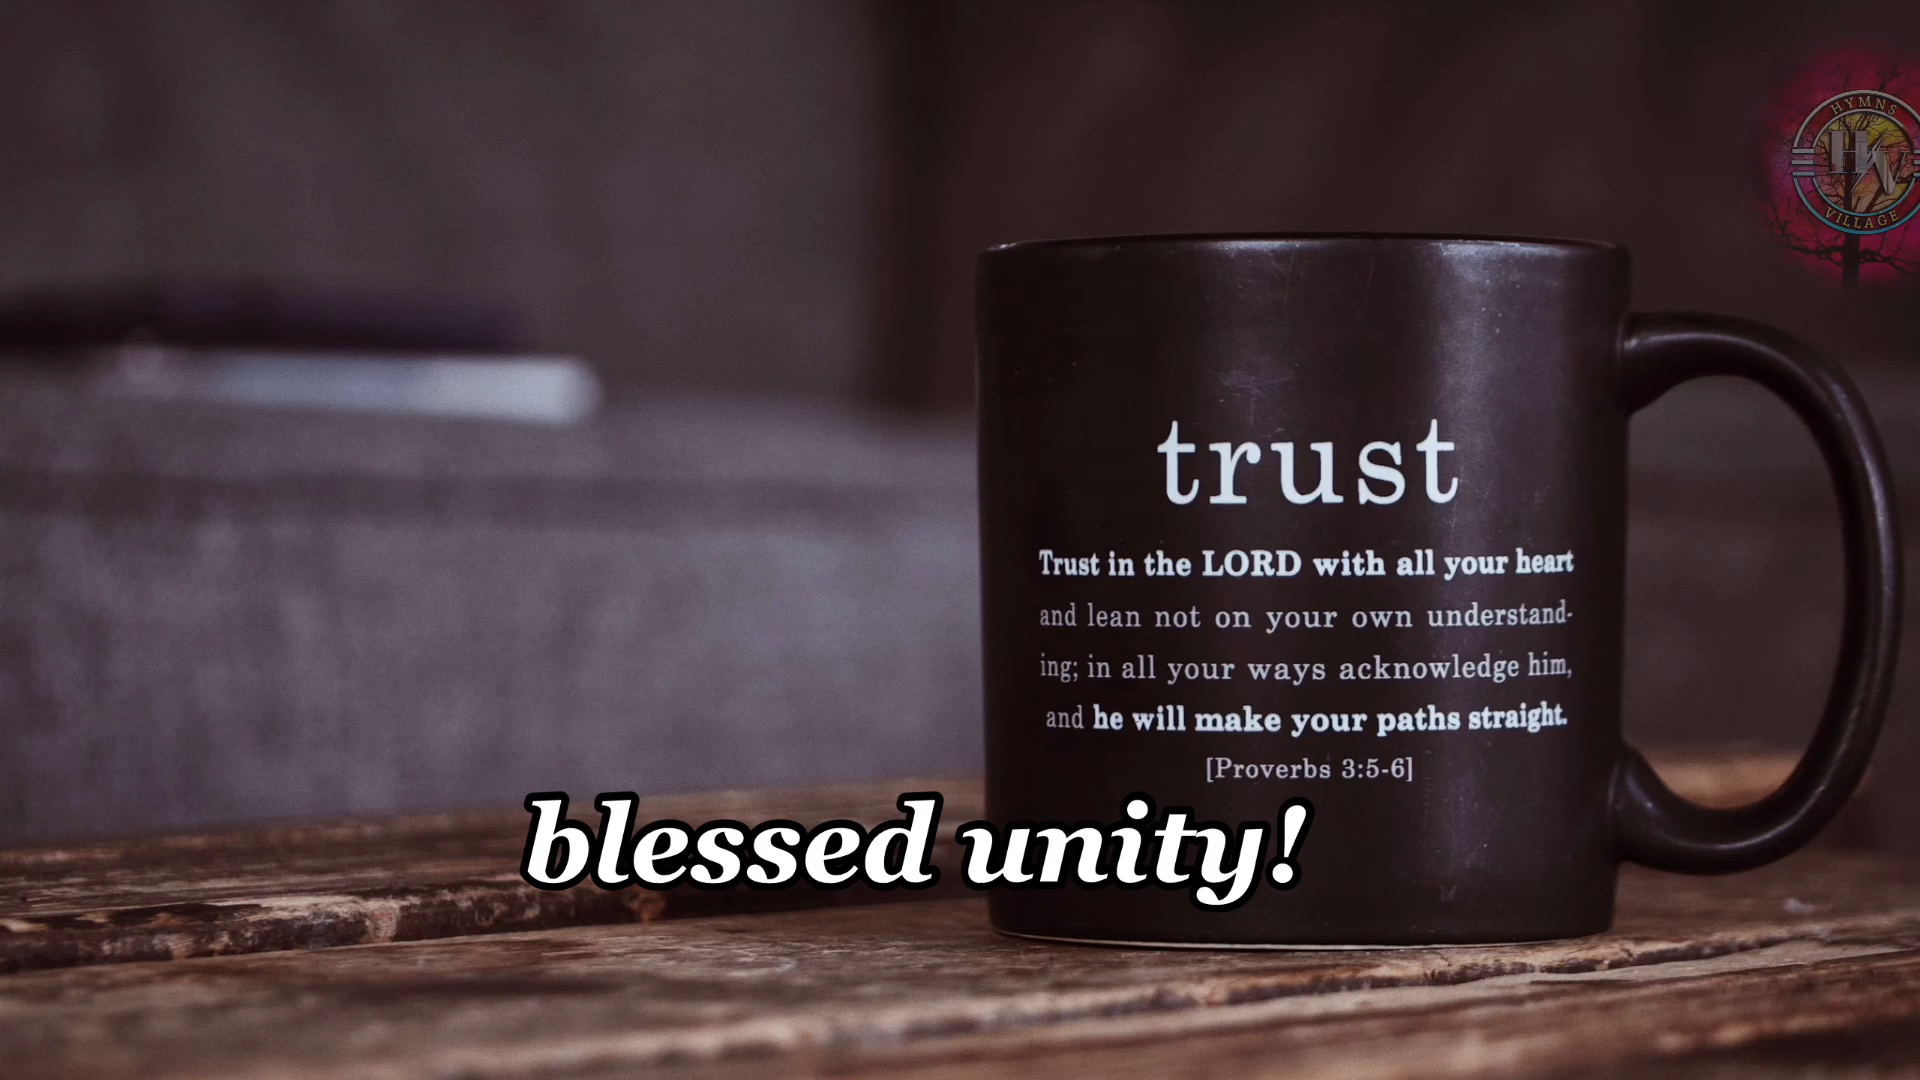 HYMNS
HV
VILLAGE
trust
Trust in the LORD with all your heart
and lean not on your own understand-
ing; in all your ways acknowledge him,
and he will make your paths straight.
[Proverbs 3:5-6]
blessed unity!